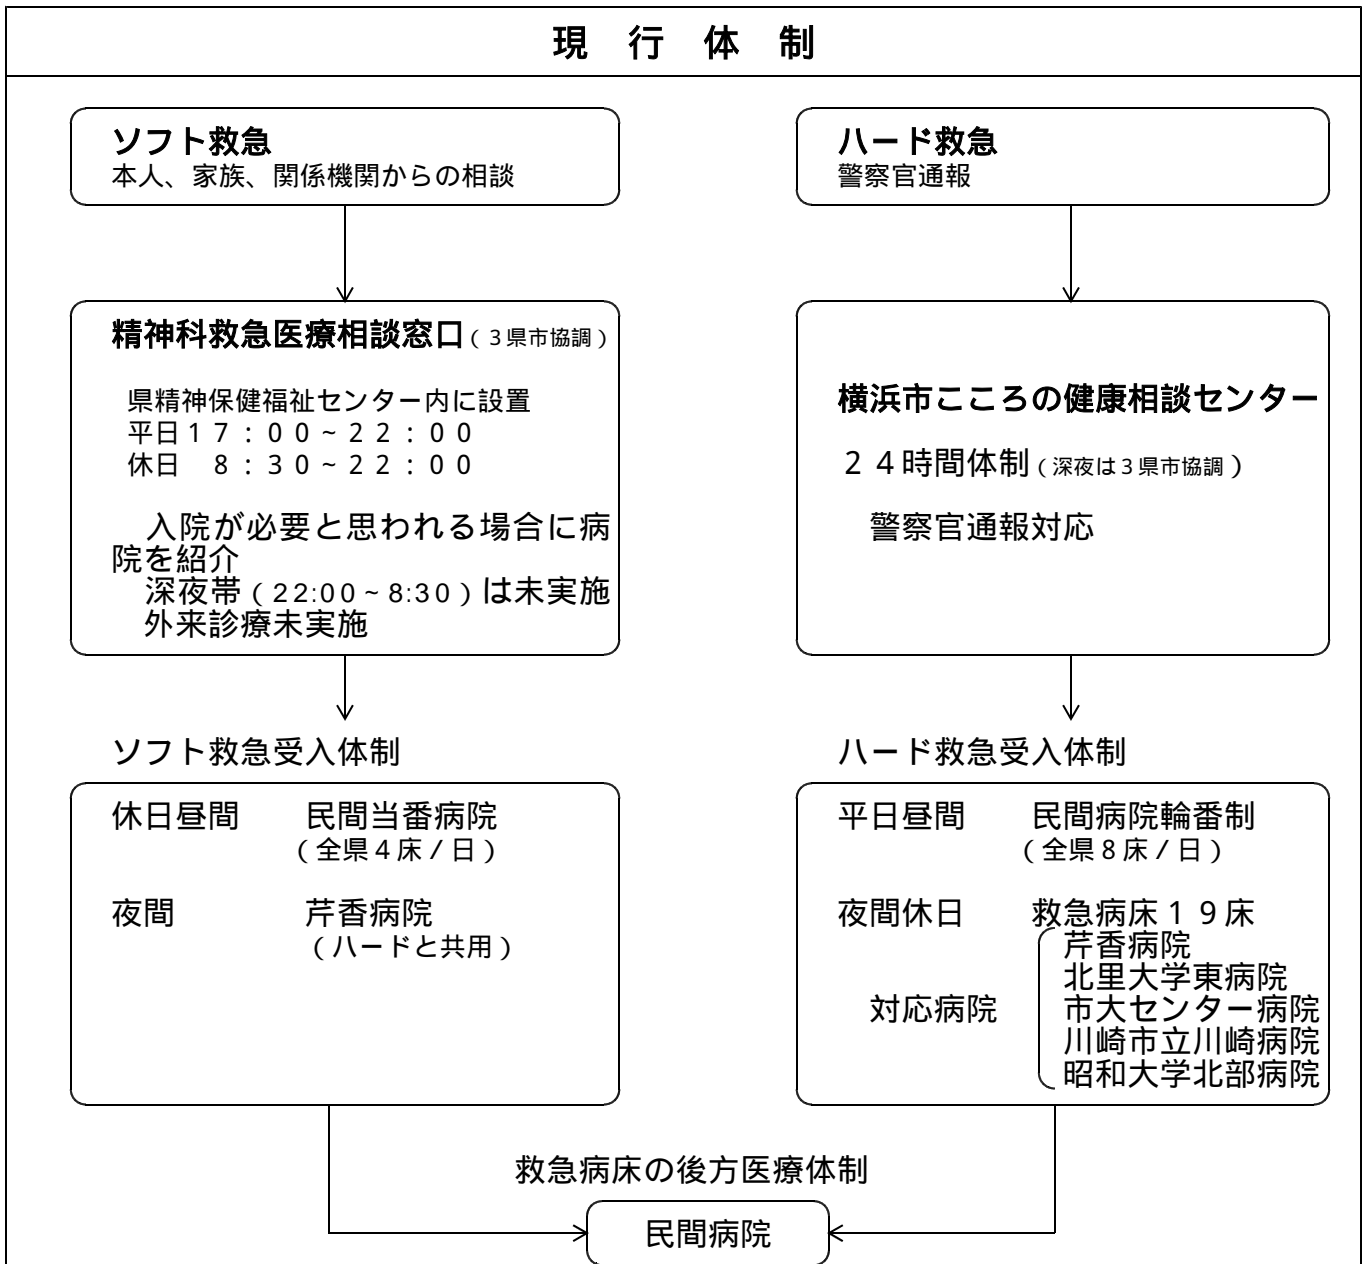 現　行　体　制
ソフト救急
本人、家族、関係機関からの相談
精神科救急医療相談窓口（３県市協調）
県精神保健福祉センター内に設置
平日１７：００~２２：００
休日　８：３０~２２：００
入院が必要と思われる場合に病
院を紹介
深夜帯（22:00~8:30）は未実施
外来診療未実施
ソフト救急受入体制
休日昼間　　民間当番病院
（全県４床／日）
夜間　　芹香病院
（ハードと共用）
ハード救急
警察官通報
横浜市こころの健康相談センター
２４時間体制（深夜は３県市協調）
警察官通報対応
ハード救急受入体制
平日昼間　　民間病院輪番制
（全県８床／日）
夜間休日　　救急病床１９床
芹香病院
北里大学東病院
対応病院　　市大センター病院
川崎市立川崎病院
昭和大学北部病院
救急病床の後方医療体制
民間病院